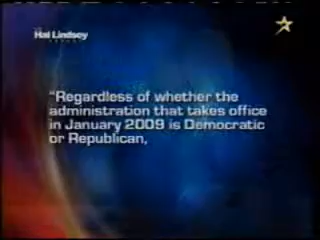 Hal Lindsey
"Regardless of whether the
administration that takes office
in January 2009 is Democratic
or Republican,